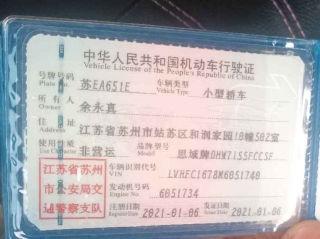 中华人民共和国机动车行驶证
Vehicle License of the People's Republic of China
号牌号码 Plate No. 苏EA651E 车辆类型 Vehicle Type 小型轿车
所有人 Owner 余永真
住址 Address 江苏省苏州市姑苏区和润家园10幢502室
使用性质 Use Character 非营运 品牌型号 Model 思域牌DHW7155FCCSF
江苏省苏州市公安局交通警察支队
车辆识别代号 VIN LVHFC1678M6051740
发动机号码 Engine No. 6051734
注册日期 Register Date 2021-01-06 发证日期 Issue Date 2021-01-06